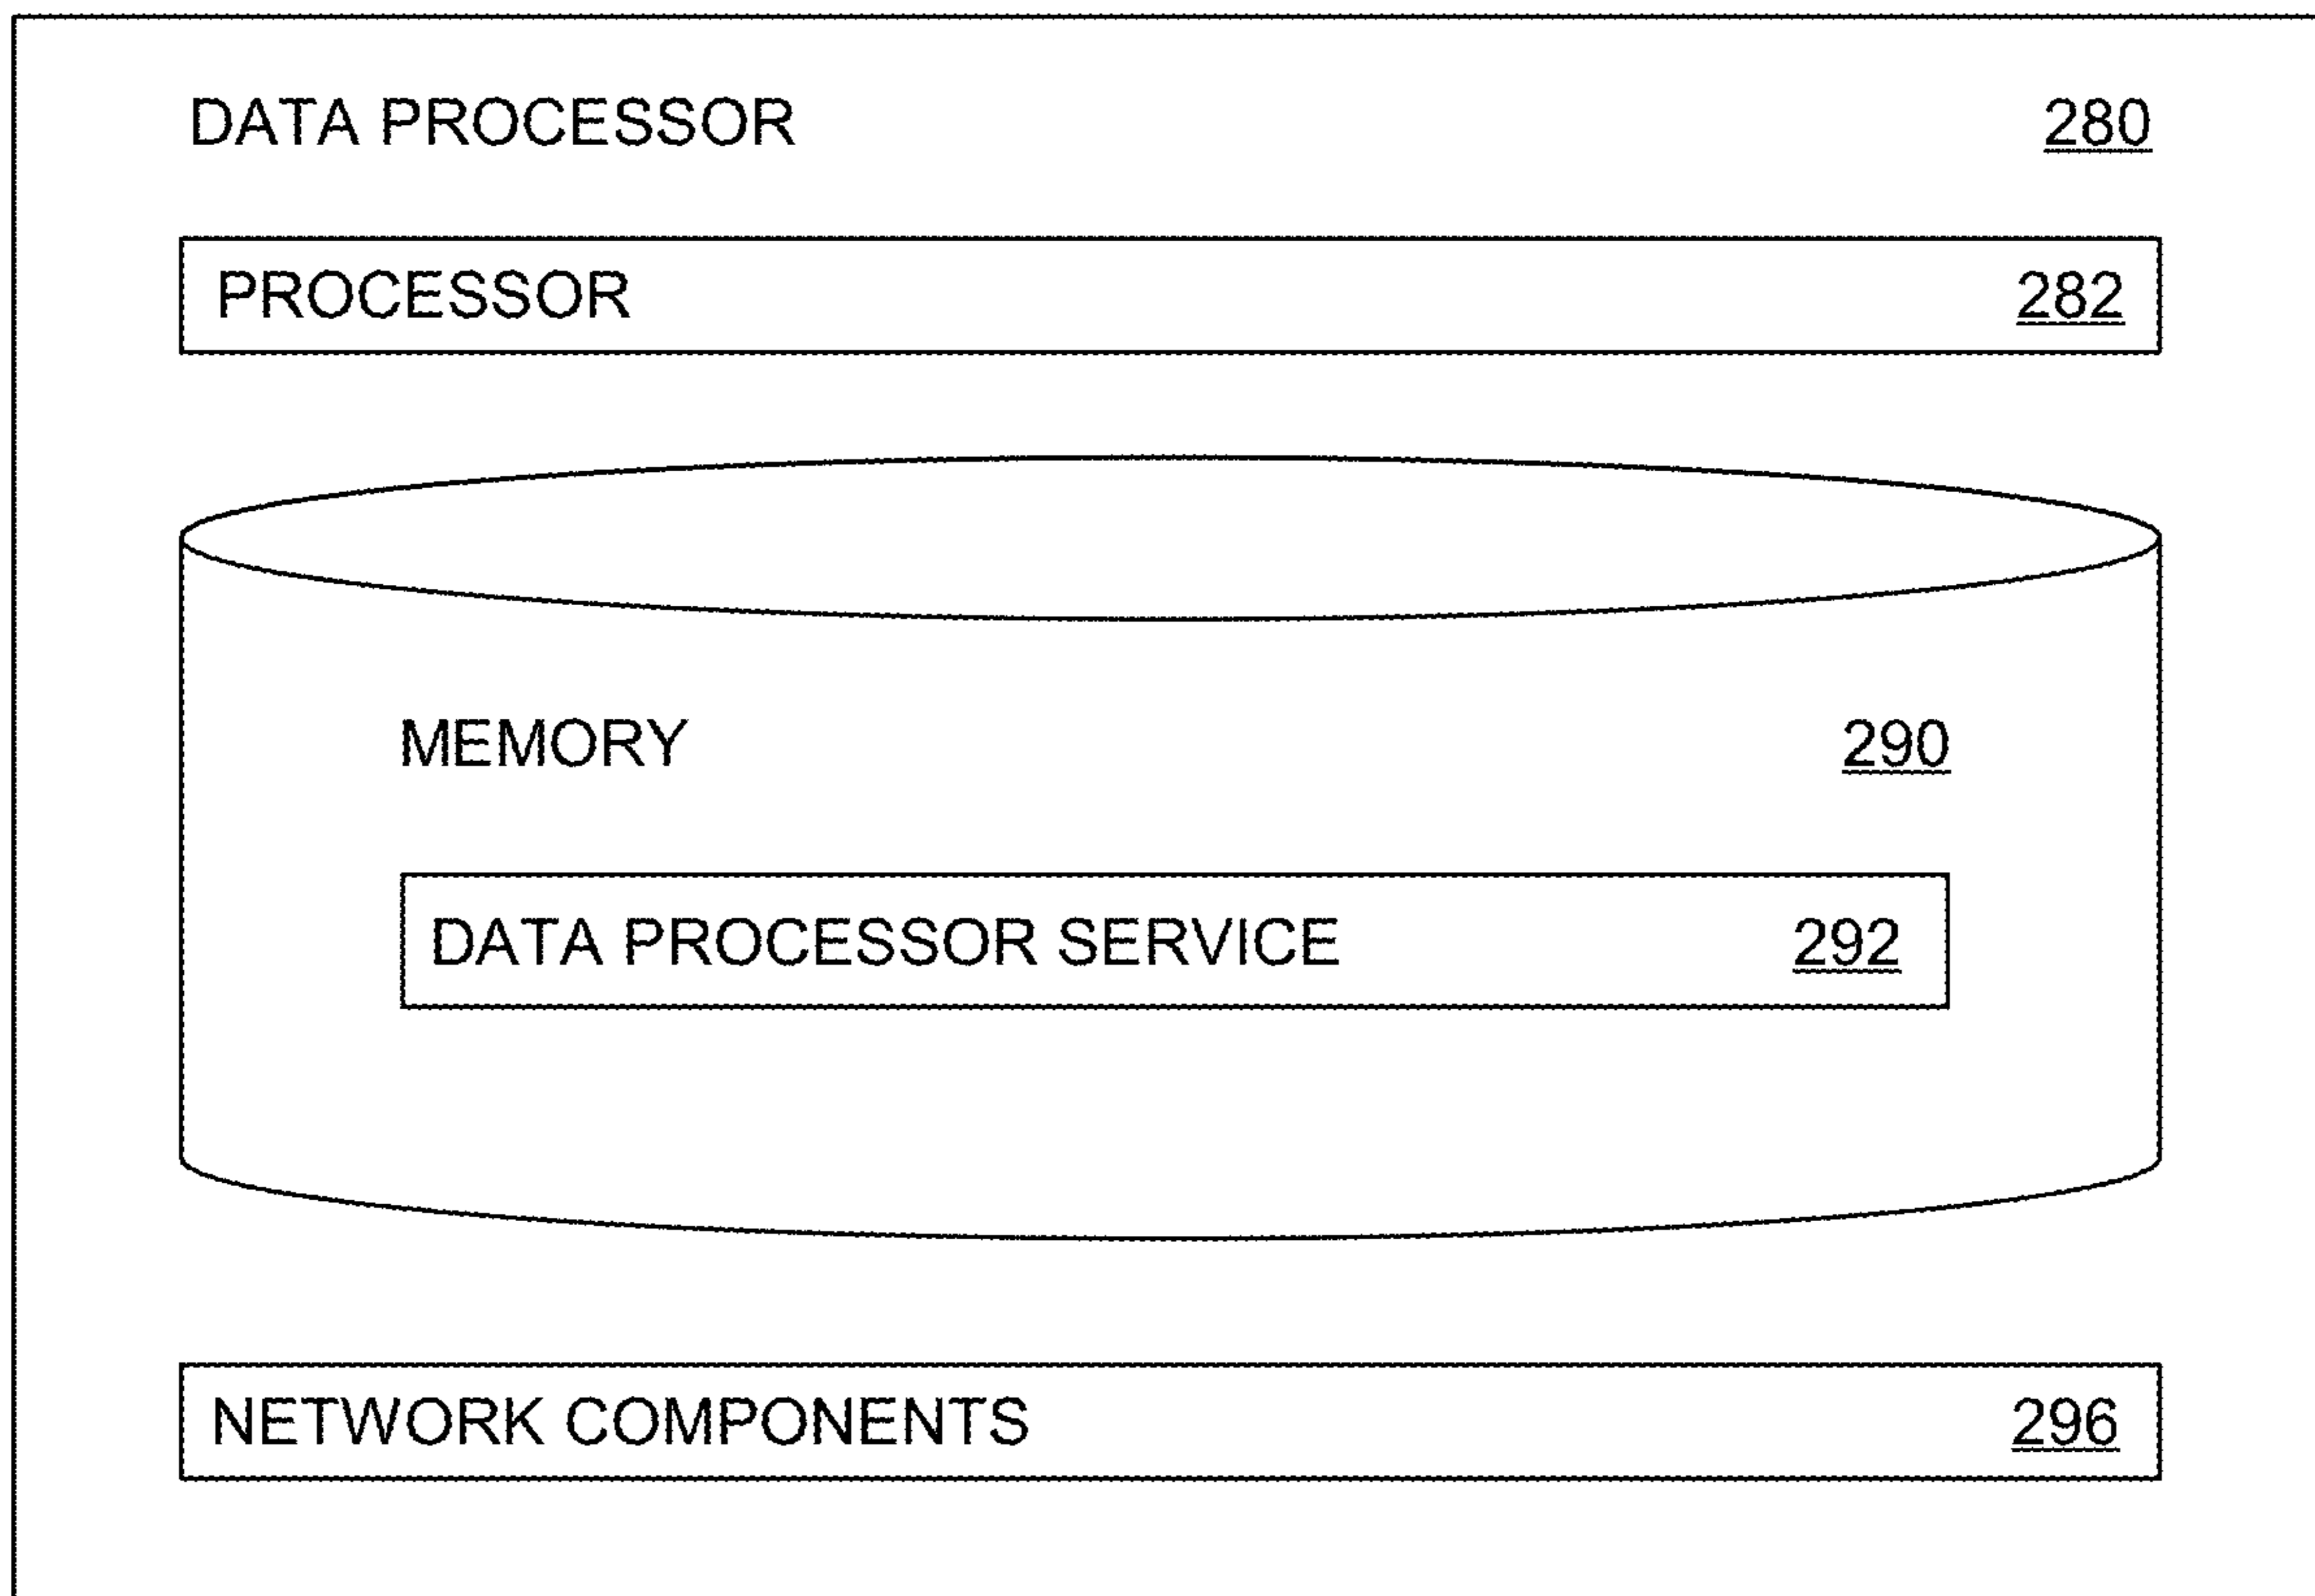 DATA PROCESSOR 280
PROCESSOR 282
MEMORY 290
DATA PROCESSOR SERVICE 292
NETWORK COMPONENTS 296